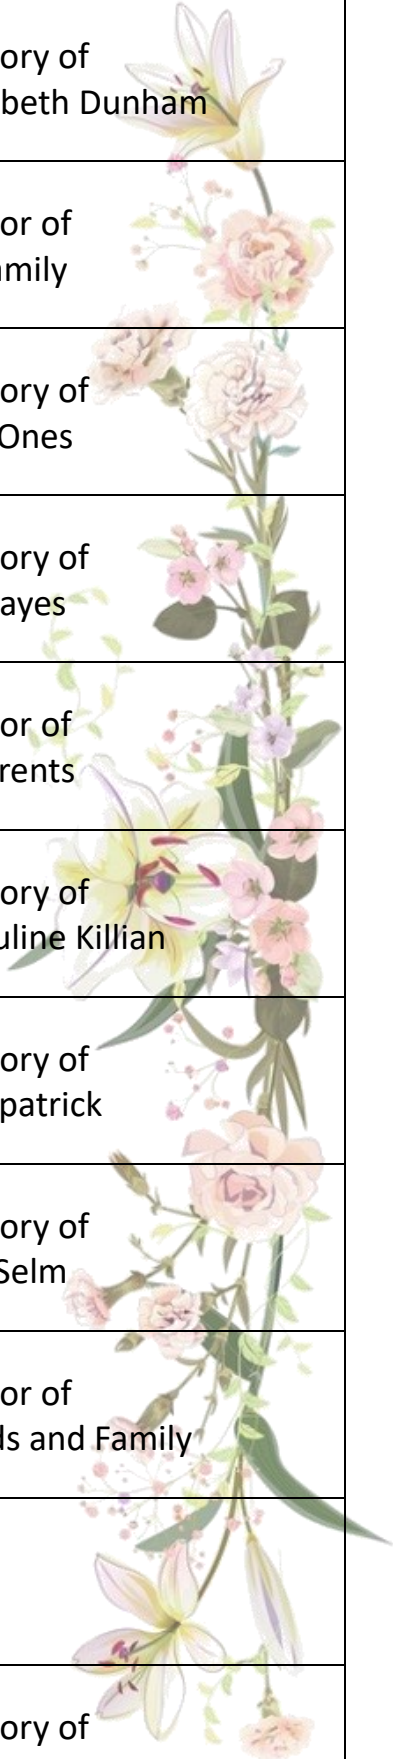 ory of
beth Dunham
or of
mily
ory of
Ones
ory of
ayes
or of
rents
ory of
uline Killian
ory of
patrick
ory of
Selm
or of
ds and Family
ory of